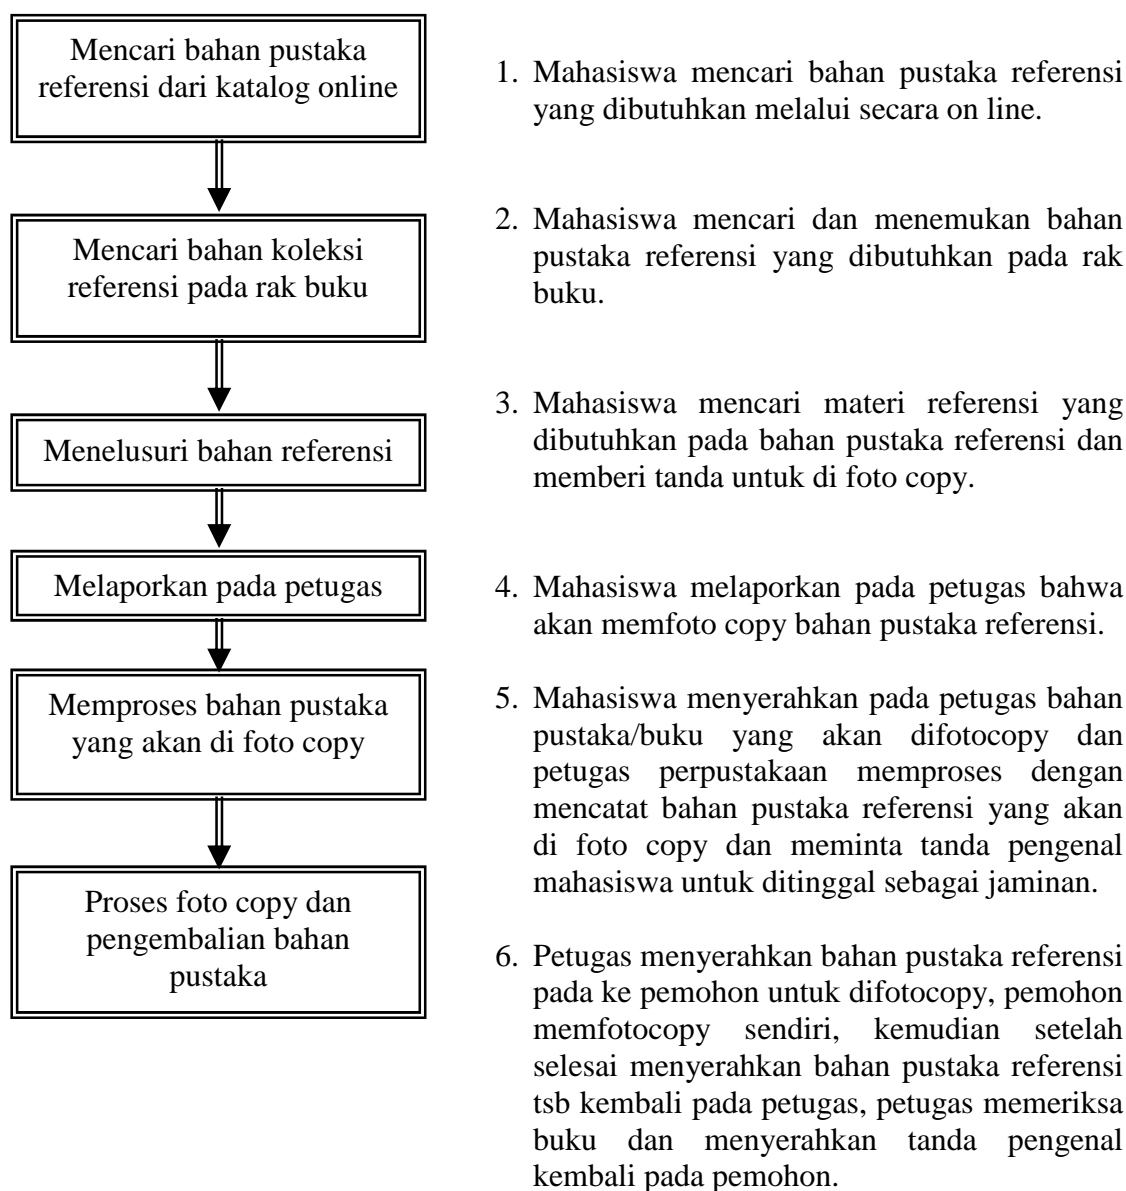 Mencari bahan pustaka
referensi dari katalog online
1. Mahasiswa mencari bahan pustaka referensi
yang dibutuhkan melalui secara on line.
Mencari bahan koleksi
referensi pada rak buku
2. Mahasiswa mencari dan menemukan bahan
pustaka referensi yang dibutuhkan pada rak
buku.
Menelusuri bahan referensi
3. Mahasiswa mencari materi referensi yang
dibutuhkan pada bahan pustaka referensi dan
memberi tanda untuk di foto copy.
Melaporkan pada petugas
4. Mahasiswa melaporkan pada petugas bahwa
akan memfoto copy bahan pustaka referensi.
Memproses bahan pustaka
yang akan di foto copy
5. Mahasiswa menyerahkan pada petugas bahan
pustaka/buku yang akan difotocopy dan
petugas perpustakaan memproses dengan
mencatat bahan pustaka referensi yang akan
di foto copy dan meminta tanda pengenal
mahasiswa untuk ditinggal sebagai jaminan.
Proses foto copy dan
pengembalian bahan
pustaka
6. Petugas menyerahkan bahan pustaka referensi
pada ke pemohon untuk difotocopy, pemohon
memfotocopy sendiri, kemudian setelah
selesai menyerahkan bahan pustaka referensi
tsb kembali pada petugas, petugas memeriksa
buku dan menyerahkan tanda pengenal
kembali pada pemohon.